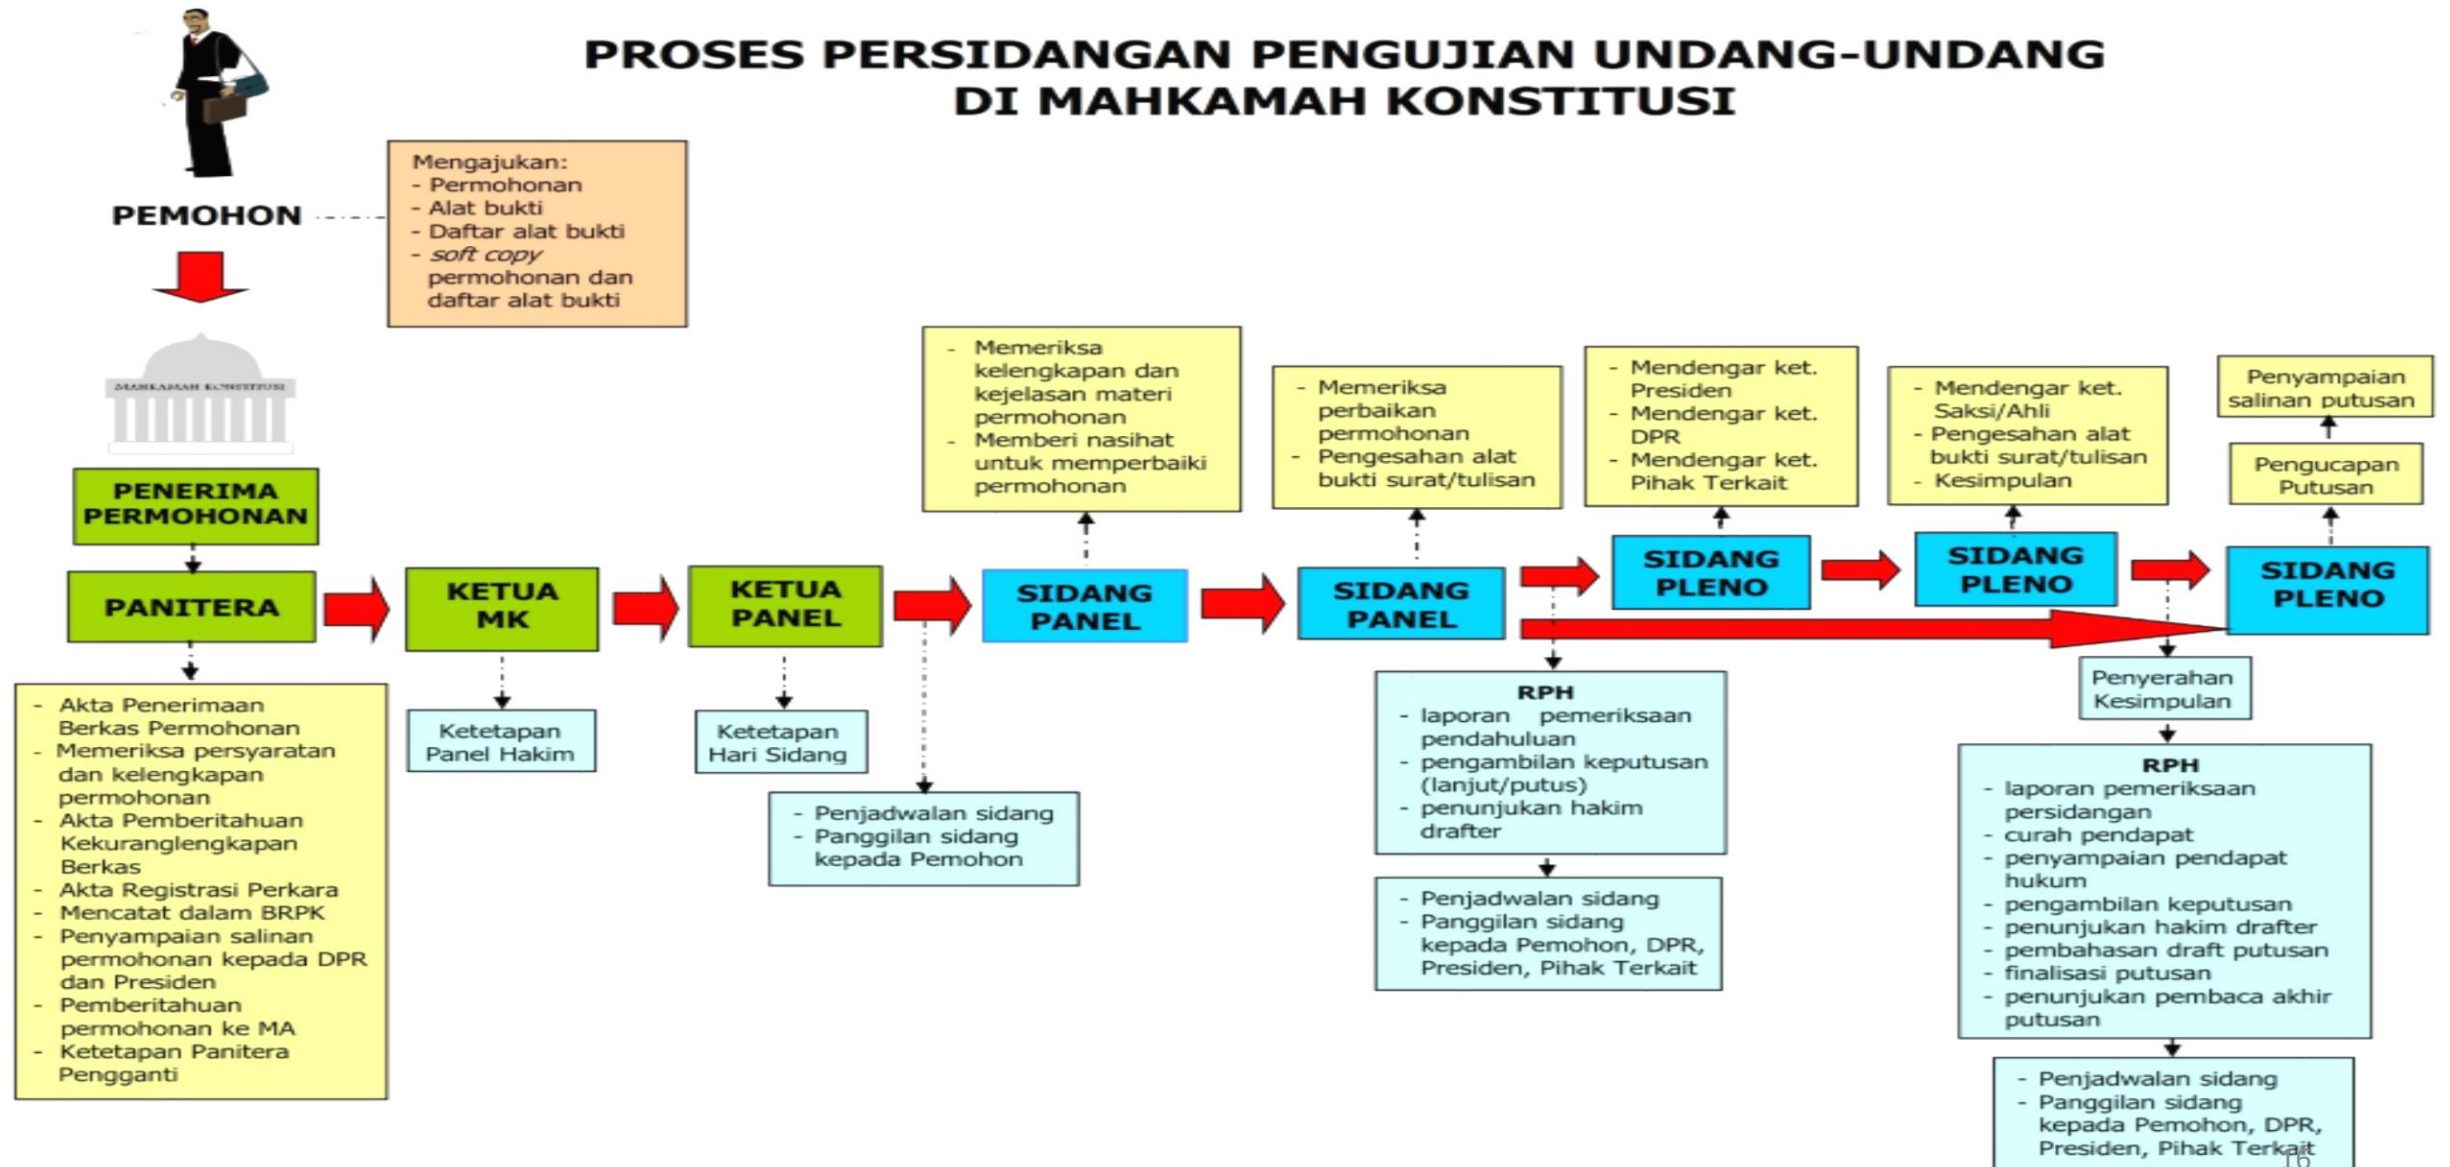 PROSES PERSIDANGAN PENGUJIAN UNDANG-UNDANG
DI MAHKAMAH KONSTITUSI
PEMOHON
Mengajukan:
- Permohonan
- Alat bukti
- Daftar alat bukti
- soft copy
permohonan dan
daftar alat bukti
MAHKAMAH KONSTITUSI
PENERIMA
PERMOHONAN
PANITERA
- Akta Penerimaan
Berkas Permohonan
- Memeriksa persyaratan
dan kelengkapan
permohonan
- Akta Pemberitahuan
Kekuranglengkapan
Berkas
- Akta Registrasi Perkara
- Mencatat dalam BRPK
- Penyampaian salinan
permohonan kepada DPR
dan Presiden
- Pemberitahuan
permohonan ke MA
- Ketetapan Panitera
Pengganti
KETUA
MK
Ketetapan
Panel Hakim
KETUA
PANEL
Ketetapan
Hari Sidang
- Penjadwalan sidang
- Panggilan sidang
kepada Pemohon
- Memeriksa
kelengkapan dan
kejelasan materi
permohonan
- Memberi nasihat
untuk memperbaiki
permohonan
SIDANG
PANEL
- Memeriksa
perbaikan
permohonan
- Pengesahan alat
bukti surat/tulisan
SIDANG
PANEL
RPH
- laporan pemeriksaan
pendahuluan
- pengambilan keputusan
(lanjut/putus)
- penunjukan hakim
drafter
- Penjadwalan sidang
- Panggilan sidang
kepada Pemohon, DPR,
Presiden, Pihak Terkait
- Mendengar ket.
Presiden
- Mendengar ket.
DPR
- Mendengar ket.
Pihak Terkait
SIDANG
PLENO
- Mendengar ket.
Saksi/Ahli
- Pengesahan alat
bukti surat/tulisan
- Kesimpulan
SIDANG
PLENO
Penyampaian
salinan putusan
Pengucapan
Putusan
SIDANG
PLENO
Penyerahan
Kesimpulan
RPH
- laporan pemeriksaan
persidangan
- curah pendapat
- penyampaian pendapat
hukum
- pengambilan keputusan
- penunjukan hakim drafter
- pembahasan draft putusan
- finalisasi putusan
- penunjukan pembaca akhir
putusan
- Penjadwalan sidang
- Panggilan sidang
kepada Pemohon, DPR,
Presiden, Pihak Terkait
16